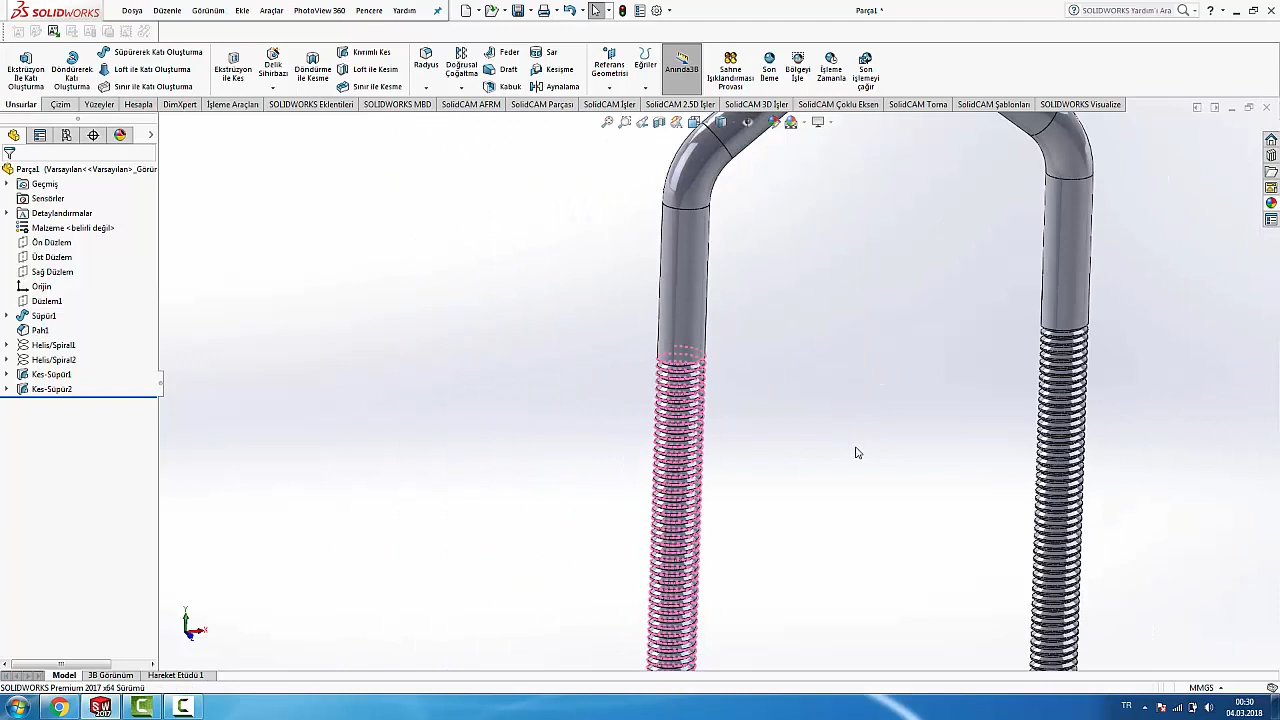 SOLIDWORKS Dosya Düzenle Görünüm Ekle Araçlar PhotoView 360 Pencere Yardım Parça1 * SOLIDWORKS Yardım'ı Ara
Ekstrüzyon İle Katı Oluşturma
Döndürerek Katı Oluşturma
Süpürerek Katı Oluşturma
Loft ile Katı Oluşturma
Sınır ile Katı Oluşturma
Ekstrüzyon ile Kes
Delik Sihirbazı
Döndürme ile Kesme
Kıvrımlı Kes
Loft ile Kesim
Sınır ile Kesme
Radyus
Doğrusal Çoğaltma
Feder
Draft
Kabuk
Sar
Kesişme
Aynalama
Referans Geometrisi
Eğriler
Anında3B
Sahne Işıklandırması Provası
Son İleme
Bölgeyi İşle
İşleme Zamanla
Son işlemeyi çağır
Unsurlar Çizim Yüzeyler Hesapla DimXpert İşleme Araçları SOLIDWORKS Eklentileri SOLIDWORKS MBD SolidCAM AFRM SolidCAM Parçası SolidCAM İşler SolidCAM 2.5D İşler SolidCAM 3D İşler SolidCAM Çoklu Eksen SolidCAM Torna SolidCAM Şablonları SOLIDWORKS Visualize
Parça1 (Varsayılan<<Varsayılan>_Görür
Geçmiş
Sensörler
Detaylandırmalar
Malzeme <belirli değil>
Ön Düzlem
Üst Düzlem
Sağ Düzlem
Orijin
Düzlem1
Süpür1
Pah1
Helis/Spiral1
Helis/Spiral2
Kes-Süpür1
Kes-Süpür2
Y
X
Model 3B Görünüm Hareket Etüdü 1
SOLIDWORKS Premium 2017 x64 Sürümü MMGS
TR 00:30
04.03.2018